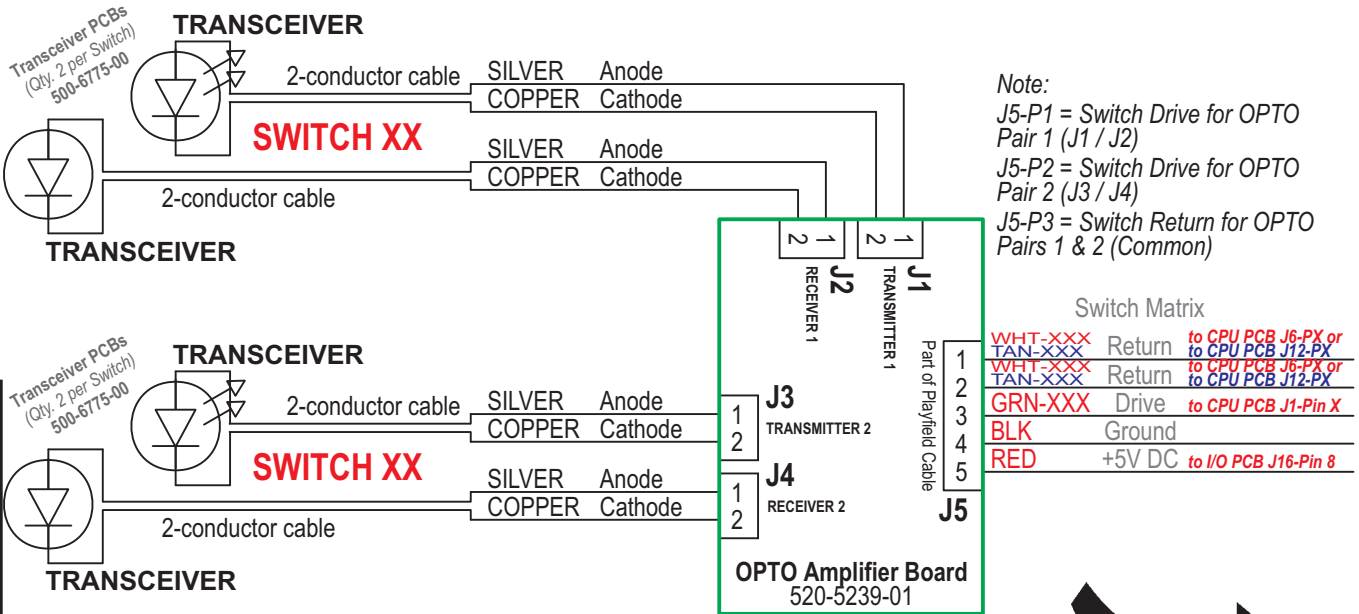 Transceiver PCBs
(Qty. 2 per Switch)
500-6775-00
TRANSCEIVER
2-conductor cable
SILVER Anode
COPPER Cathode
SWITCH XX
SILVER Anode
COPPER Cathode
2-conductor cable
TRANSCEIVER
Note:
J5-P1 = Switch Drive for OPTO
Pair 1 (J1 / J2)
J5-P2 = Switch Drive for OPTO
Pair 2 (J3 / J4)
J5-P3 = Switch Return for OPTO
Pairs 1 & 2 (Common)
2 1
J2
RECEIVER 1
2 1
J1
TRANSMITTER 1
Transceiver PCBs
(Qty. 2 per Switch)
500-6775-00
TRANSCEIVER
2-conductor cable
SILVER Anode
COPPER Cathode
SWITCH XX
SILVER Anode
COPPER Cathode
2-conductor cable
TRANSCEIVER
1
2
J3
TRANSMITTER 2
1
2
J4
RECEIVER 2
Part of Playfield Cable
1
2
3
4
5
J5
OPTO Amplifier Board
520-5239-01
Switch Matrix
WHT-XXX
TAN-XXX
Return
to CPU PCB J6-PX or
to CPU PCB J12-PX
WHT-XXX
TAN-XXX
Return
to CPU PCB J6-PX or
to CPU PCB J12-PX
GRN-XXX Drive to CPU PCB J1-Pin X
BLK Ground
RED +5V DC to I/O PCB J16-Pin 8